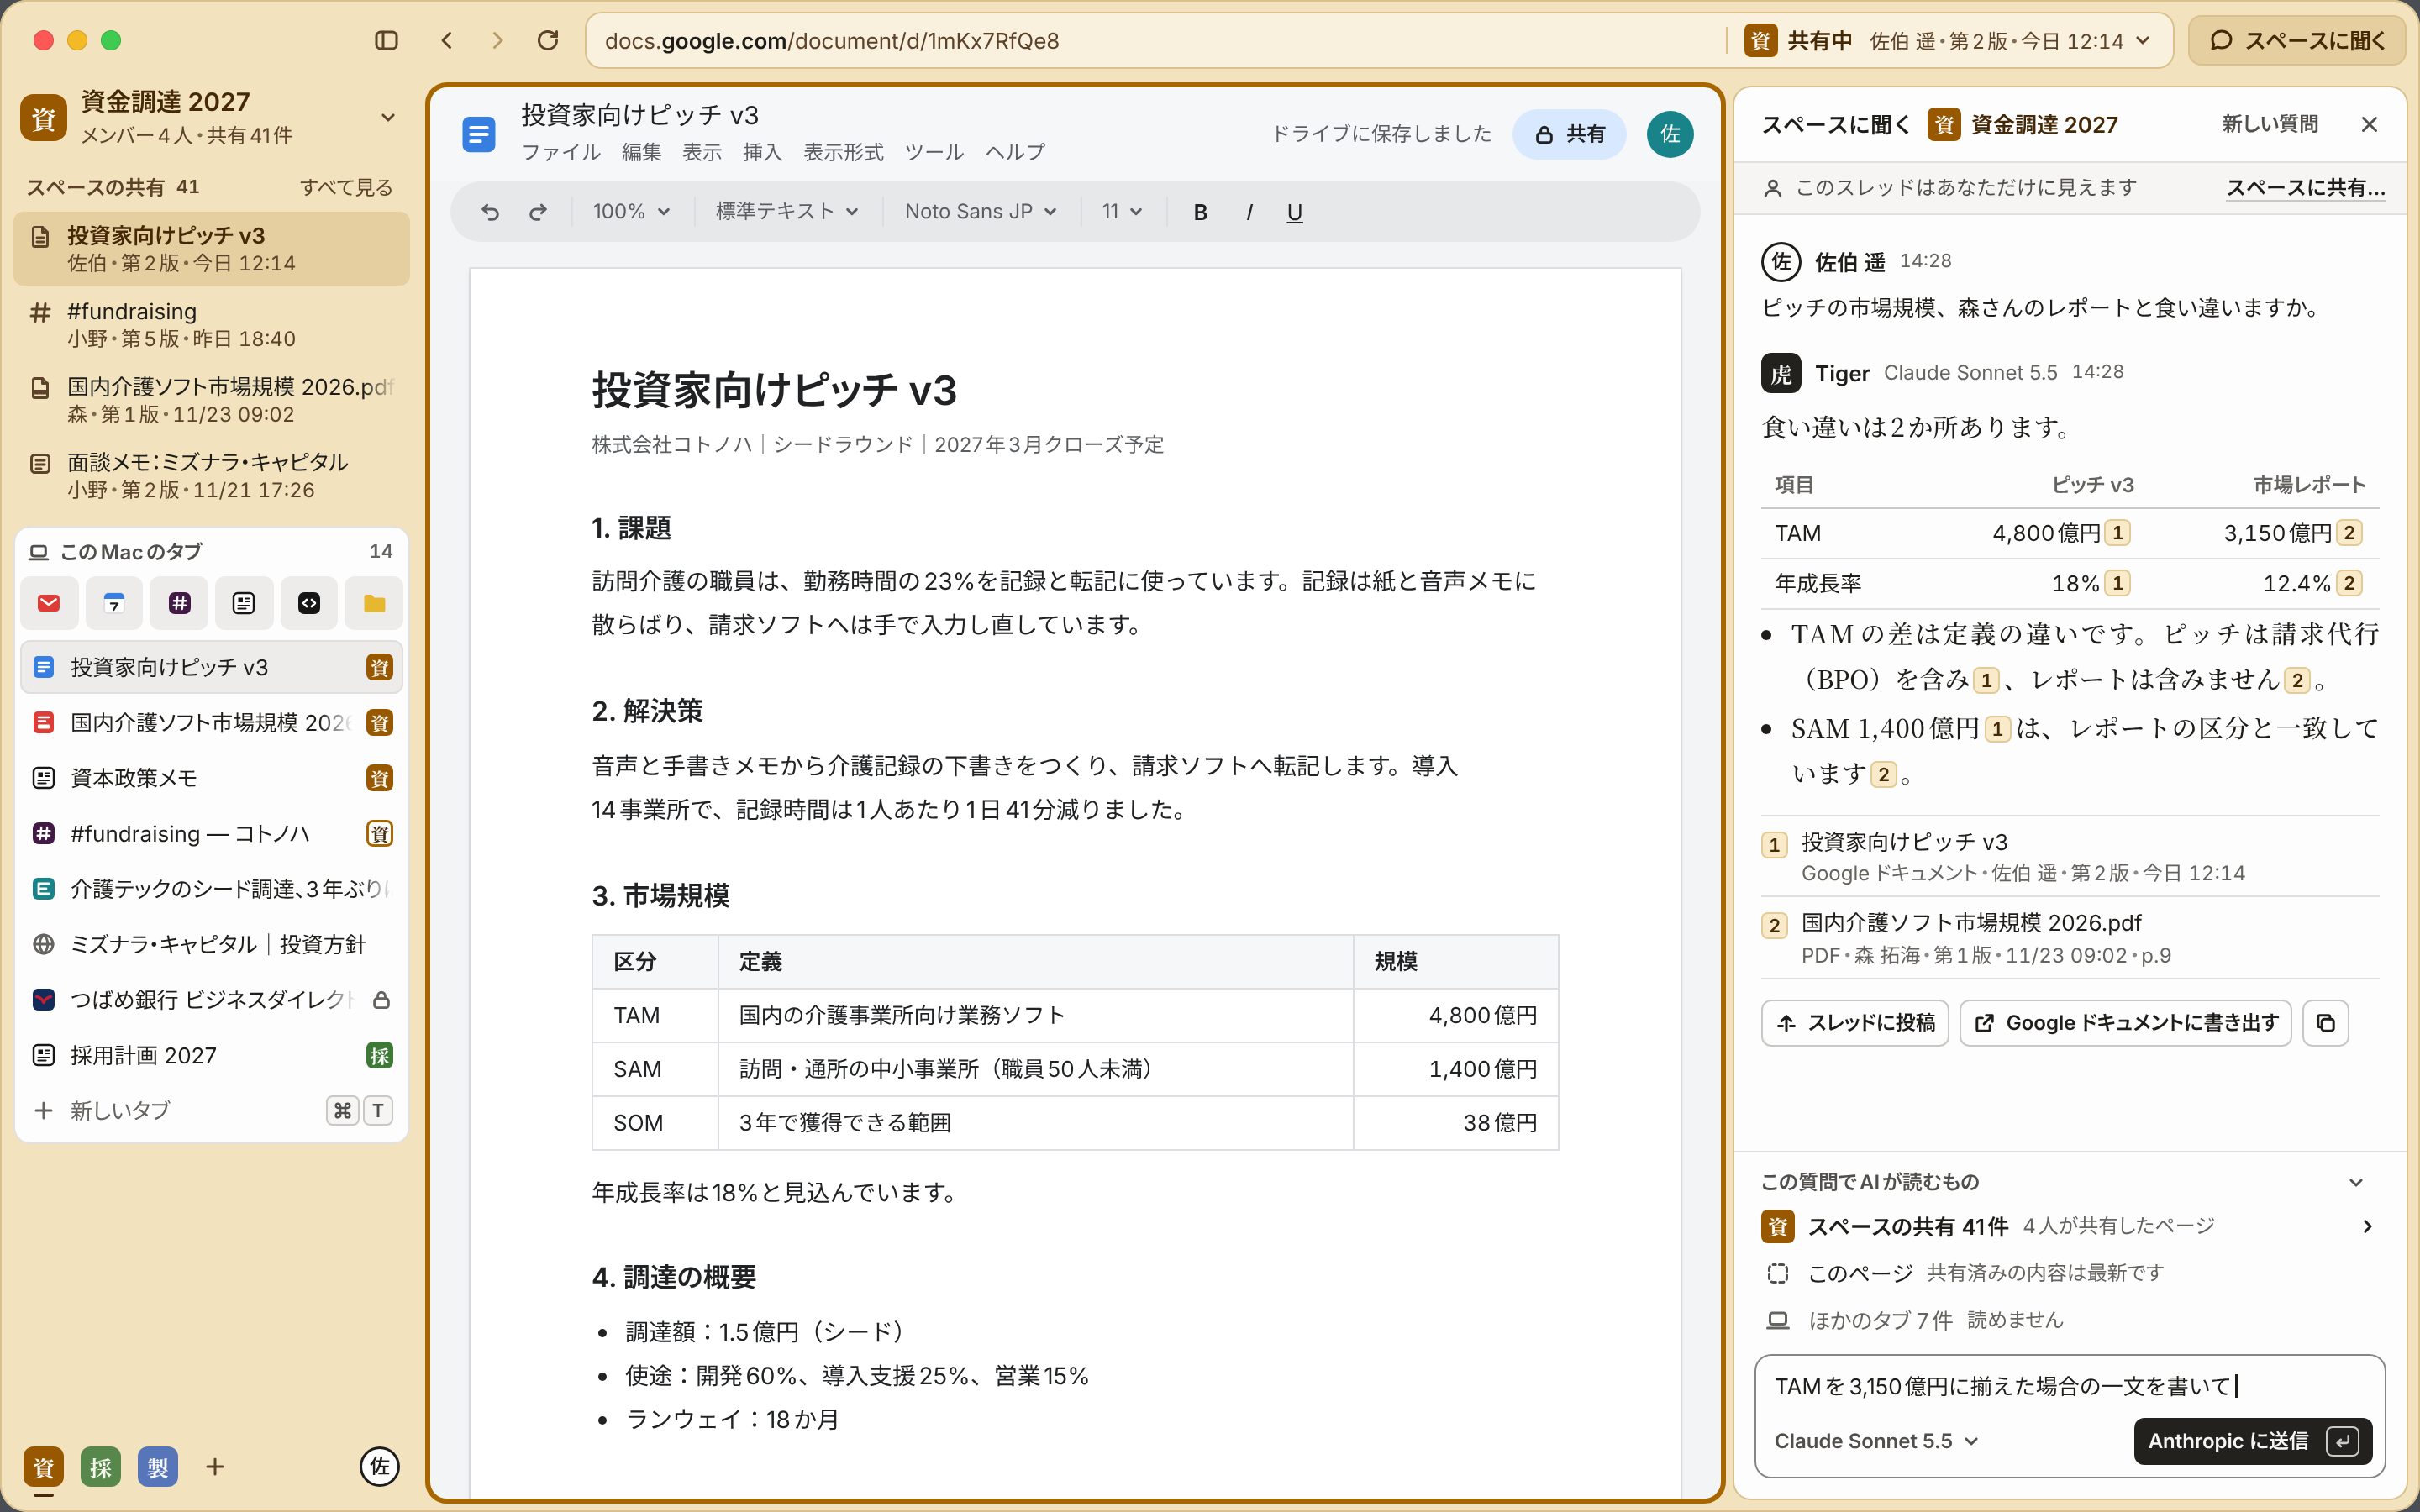 docs.google.com/document/d/1mKx7RfQe8
資 共有中 佐伯 遥・第2版・今日 12:14
スペースに聞く
資 資金調達 2027
メンバー4人・共有41件
スペースの共有 41 すべて見る
投資家向けピッチ v3
佐伯・第2版・今日 12:14
#fundraising
小野・第5版・昨日 18:40
国内介護ソフト市場規模 2026.pdf
森・第1版・11/23 09:02
面談メモ：ミズナラ・キャピタル
小野・第2版・11/21 17:26
このMacのタブ 14
7
投資家向けピッチ v3 資
国内介護ソフト市場規模 202 資
資本政策メモ 資
#fundraising — コトノハ 資
介護テックのシード調達、3年ぶり
ミズナラ・キャピタル｜投資方針
つばめ銀行 ビジネスダイレクト
採用計画 2027 採
新しいタブ ⌘ T
資 採 製 + 佐
投資家向けピッチ v3
ファイル 編集 表示 挿入 表示形式 ツール ヘルプ
ドライブに保存しました 共有 佐
100% 標準テキスト Noto Sans JP 11 B I U
投資家向けピッチ v3
株式会社コトノハ｜シードラウンド｜2027年3月クローズ予定
1. 課題
訪問介護の職員は、勤務時間の23%を記録と転記に使っています。記録は紙と音声メモに
散らばり、請求ソフトへは手で入力し直しています。
2. 解決策
音声と手書きメモから介護記録の下書きをつくり、請求ソフトへ転記します。導入
14事業所で、記録時間は1人あたり1日41分減りました。
3. 市場規模
区分 定義 規模
TAM 国内の介護事業所向け業務ソフト 4,800億円
SAM 訪問・通所の中小事業所（職員50人未満） 1,400億円
SOM 3年で獲得できる範囲 38億円
年成長率は18%と見込んでいます。
4. 調達の概要
• 調達額：1.5億円（シード）
• 使途：開発60%、導入支援25%、営業15%
• ランウェイ：18か月
スペースに聞く 資 資金調達 2027 新しい質問
このスレッドはあなただけに見えます スペースに共有…
佐 佐伯 遥 14:28
ピッチの市場規模、森さんのレポートと食い違いますか。
虎 Tiger Claude Sonnet 5.5 14:28
食い違いは2か所あります。
項目 ピッチ v3 市場レポート
TAM 4,800億円 1 3,150億円 2
年成長率 18% 1 12.4% 2
• TAM の差は定義の違いです。ピッチは請求代行
（BPO）を含み 1 、レポートは含みません 2 。
• SAM 1,400億円 1 は、レポートの区分と一致して
います 2 。
1 投資家向けピッチ v3
Google ドキュメント・佐伯 遥・第2版・今日 12:14
2 国内介護ソフト市場規模 2026.pdf
PDF・森 拓海・第1版・11/23 09:02・p.9
スレッドに投稿 Google ドキュメントに書き出す
この質問でAIが読むもの
資 スペースの共有 41件 4人が共有したページ
このページ 共有済みの内容は最新です
ほかのタブ 7件 読めません
TAMを3,150億円に揃えた場合の一文を書いて
Claude Sonnet 5.5 Anthropic に送信